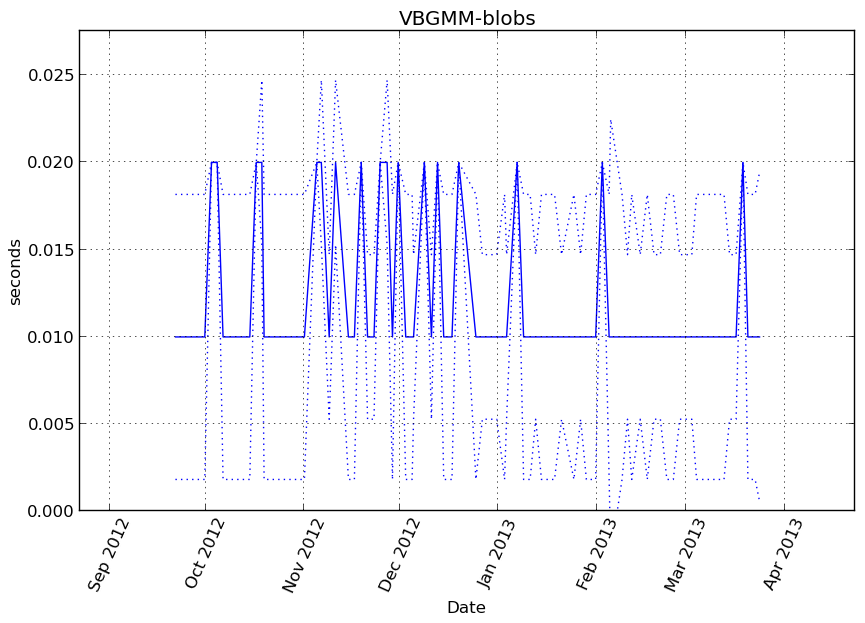 VBGMM-blobs
0.025
0.020
0.015
0.010
0.005
0.000
seconds
Sep 2012
Oct 2012
Nov 2012
Dec 2012
Jan 2013
Feb 2013
Mar 2013
Apr 2013
Date